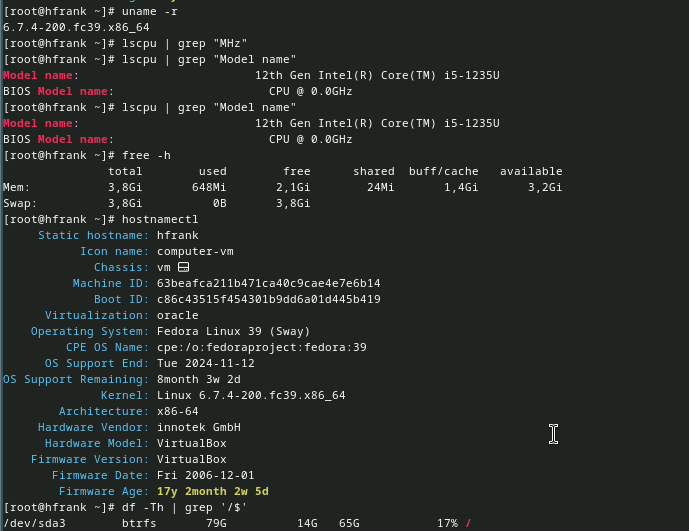 [root@hfrank ~]# uname -r
6.7.4-200.fc39.x86_64
[root@hfrank ~]# lscpu | grep "MHz"
[root@hfrank ~]# lscpu | grep "Model name"
Model name:                         12th Gen Intel(R) Core(TM) i5-1235U
BIOS Model name:                      CPU @ 0.0GHz
[root@hfrank ~]# lscpu | grep "Model name"
Model name:                         12th Gen Intel(R) Core(TM) i5-1235U
BIOS Model name:                      CPU @ 0.0GHz
[root@hfrank ~]# free -h
               total        used        free      shared  buff/cache   available
Mem:           3,8Gi       648Mi       2,1Gi        24Mi       1,4Gi       3,2Gi
Swap:          3,8Gi          0B       3,8Gi
[root@hfrank ~]# hostnamectl
     Static hostname: hfrank
           Icon name: computer-vm
             Chassis: vm 🖴
          Machine ID: 63beafca211b471ca40c9cae4e7e6b14
             Boot ID: c86c43515f454301b9dd6a01d445b419
      Virtualization: oracle
    Operating System: Fedora Linux 39 (Sway)
         CPE OS Name: cpe:/o:fedoraproject:fedora:39
      OS Support End: Tue 2024-11-12
OS Support Remaining: 8month 3w 2d
              Kernel: Linux 6.7.4-200.fc39.x86_64
        Architecture: x86-64
     Hardware Vendor: innotek GmbH
      Hardware Model: VirtualBox
    Firmware Version: VirtualBox
       Firmware Date: Fri 2006-12-01
        Firmware Age: 17y 2month 2w 5d
[root@hfrank ~]# df -Th | grep '/$'
/dev/sda3        btrfs       79G          14G   65G           17% /